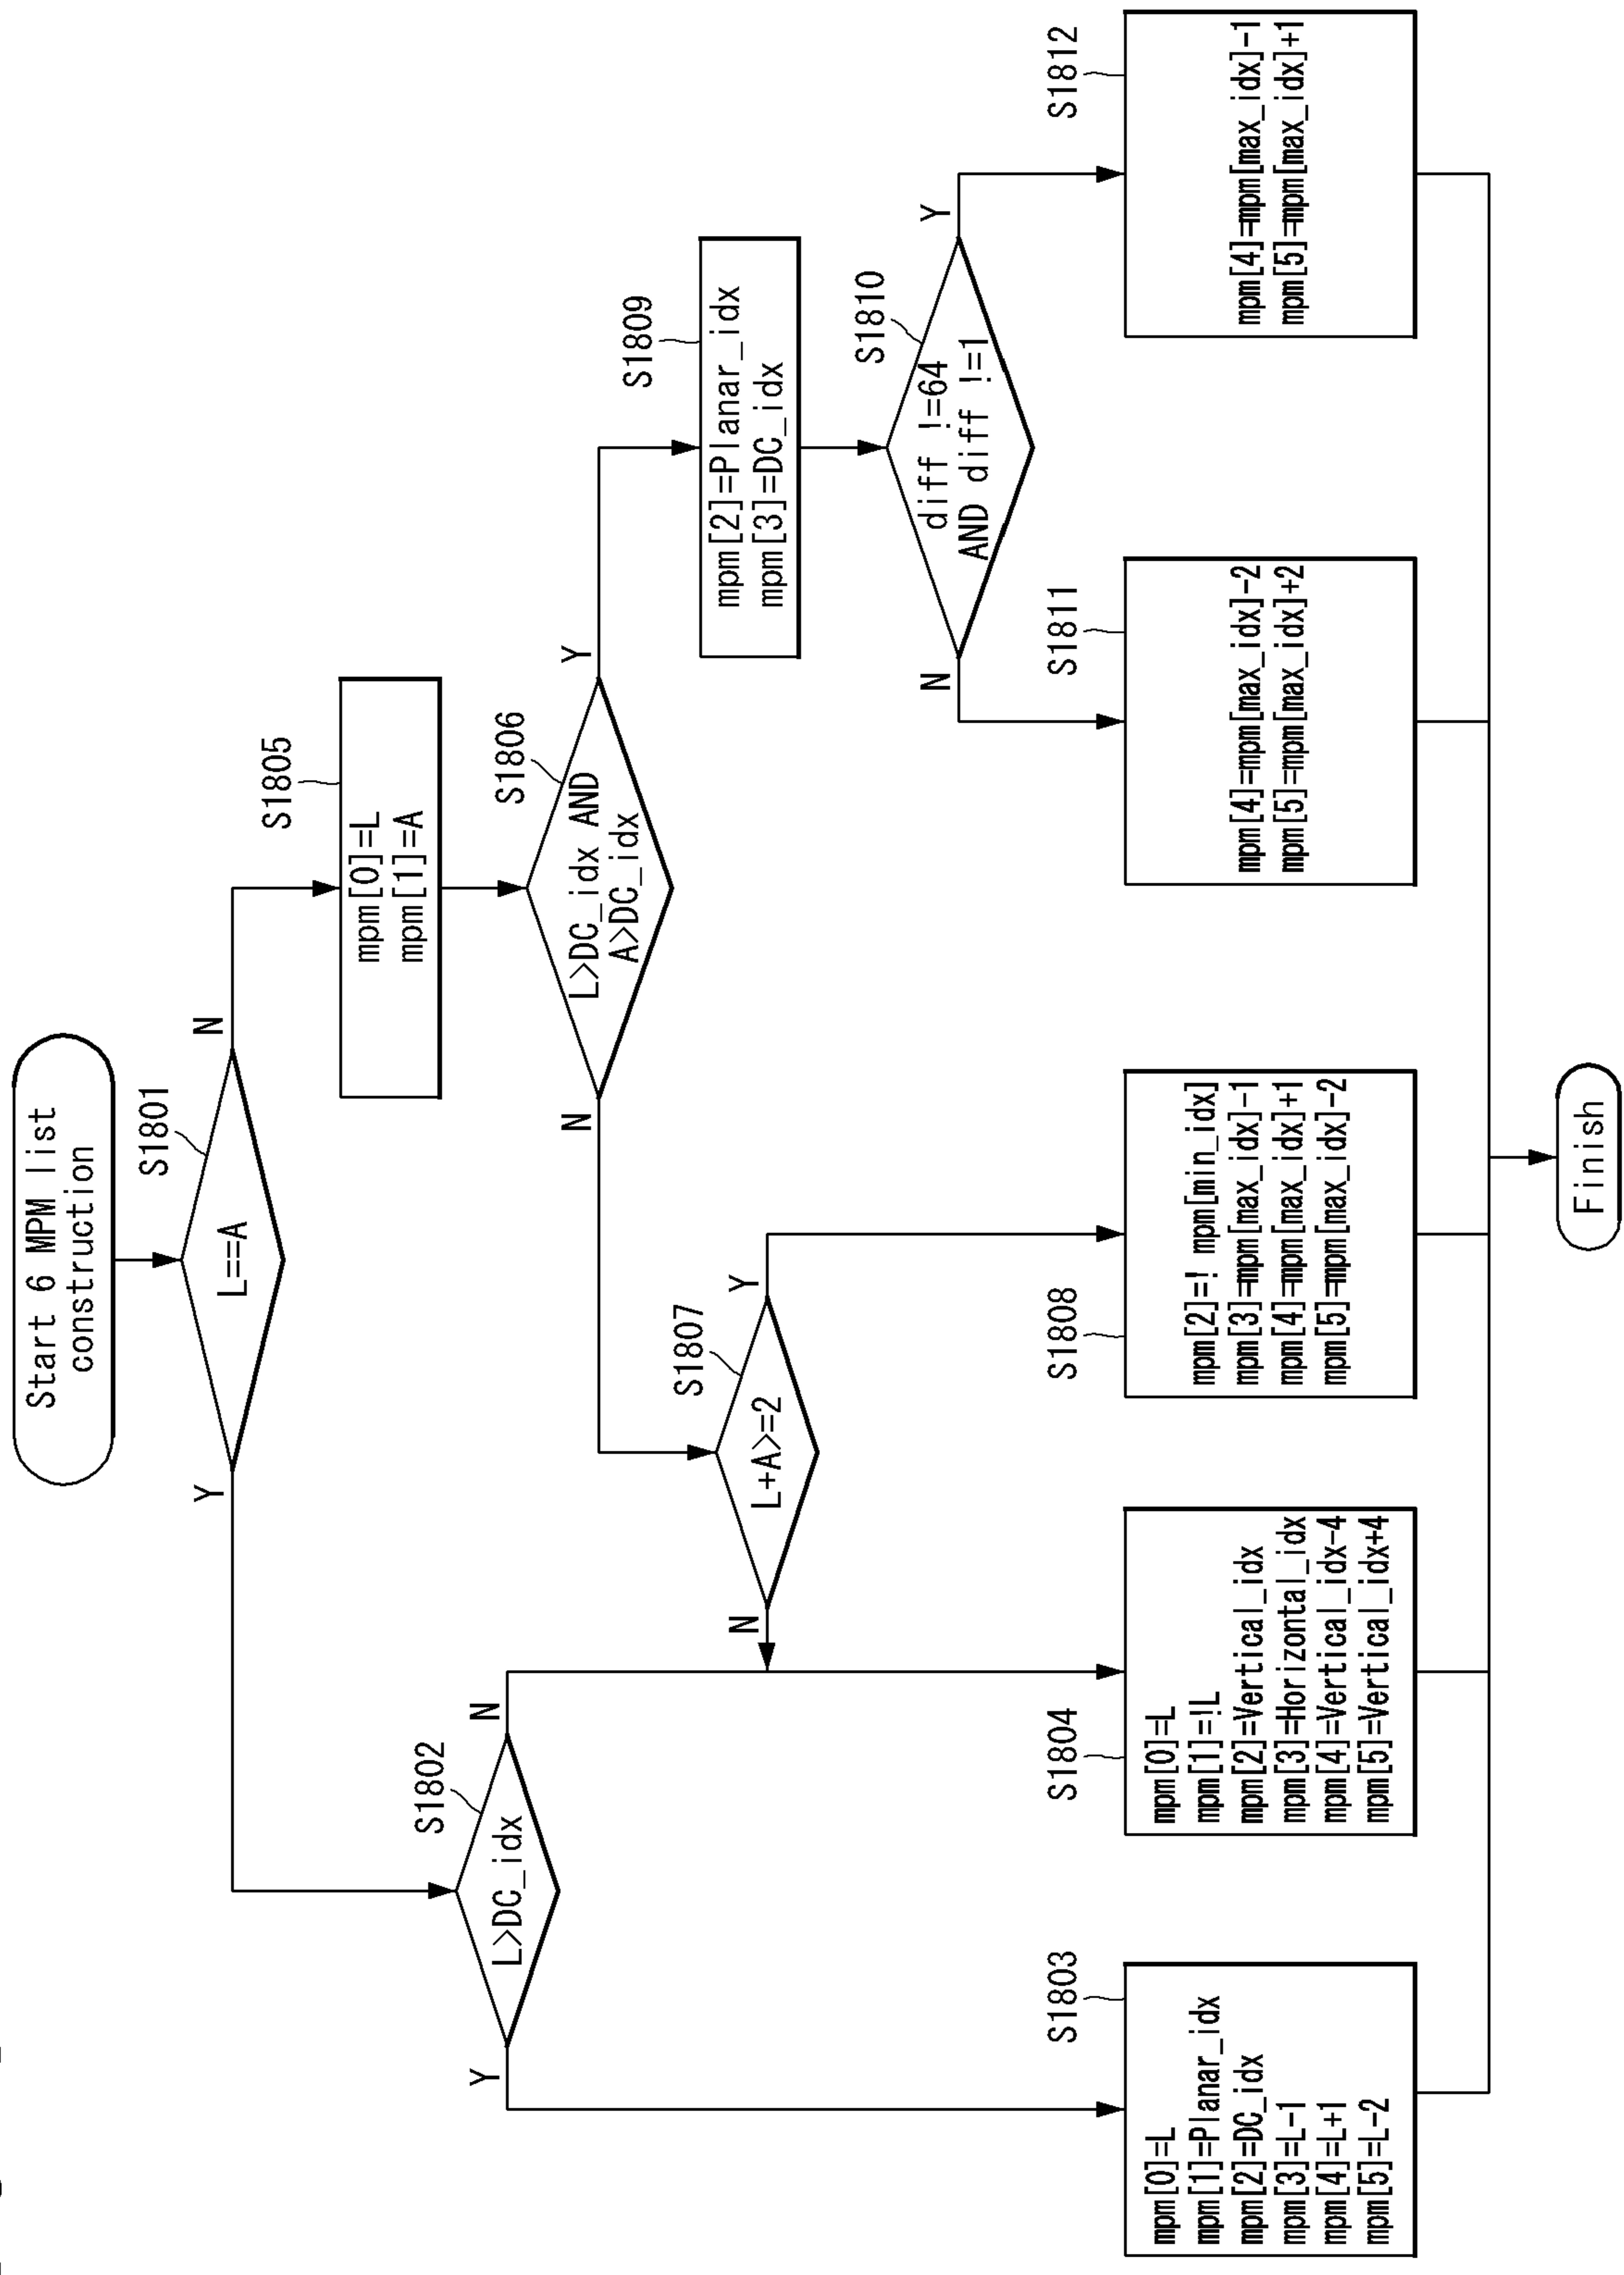 Start 6 MPM list
construction
S1801
L==A
Y
N
S1802
L>DC_idx
Y
N
S1805
mpm[0]=L
mpm[1]=A
S1806
L>DC_idx AND
A>DC_idx
N
Y
S1807
L+A>=2
N
Y
S1809
mpm[2]=Planar_idx
mpm[3]=DC_idx
S1810
diff !=64
AND diff !=1
N
Y
S1803
mpm[0]=L
mpm[1]=Planar_idx
mpm[2]=DC_idx
mpm[3]=L-1
mpm[4]=L+1
mpm[5]=L-2
S1804
mpm[0]=L
mpm[1]=!L
mpm[2]=Vertical_idx
mpm[3]=Horizontal_idx
mpm[4]=Vertical_idx-4
mpm[5]=Vertical_idx+4
S1808
mpm[2]=! mpm[min_idx]
mpm[3]=mpm[max_idx]-1
mpm[4]=mpm[max_idx]+1
mpm[5]=mpm[max_idx]-2
S1811
mpm[4]=mpm[max_idx]-2
mpm[5]=mpm[max_idx]+2
S1812
mpm[4]=mpm[max_idx]-1
mpm[5]=mpm[max_idx]+1
Finish